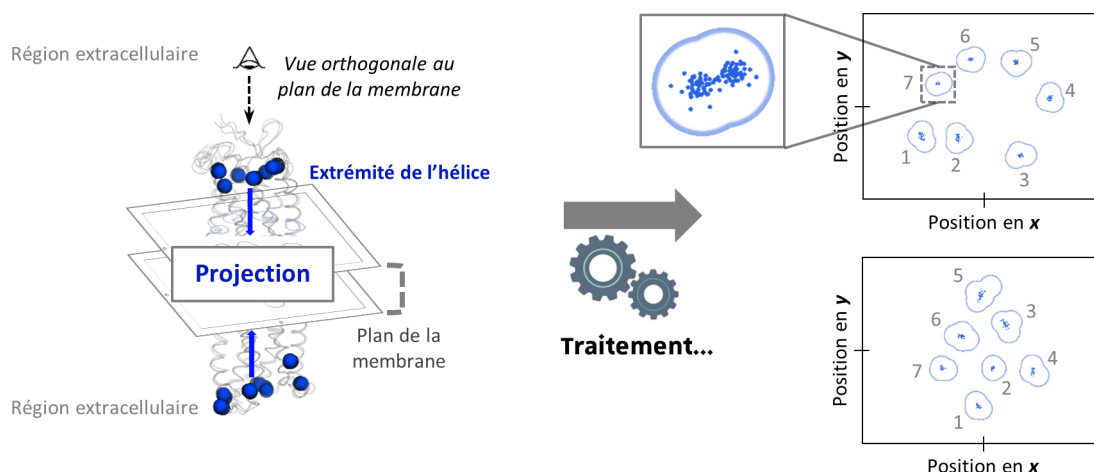 Région extracellulaire
Vue orthogonale au
plan de la membrane
Extrémité de l'hélice
Projection
Plan de la
membrane
Région extracellulaire
Traitement...
6
5
7
4
1
2
3
Position en y
Position en x
5
3
6
7
2
4
1
Position en y
Position en x